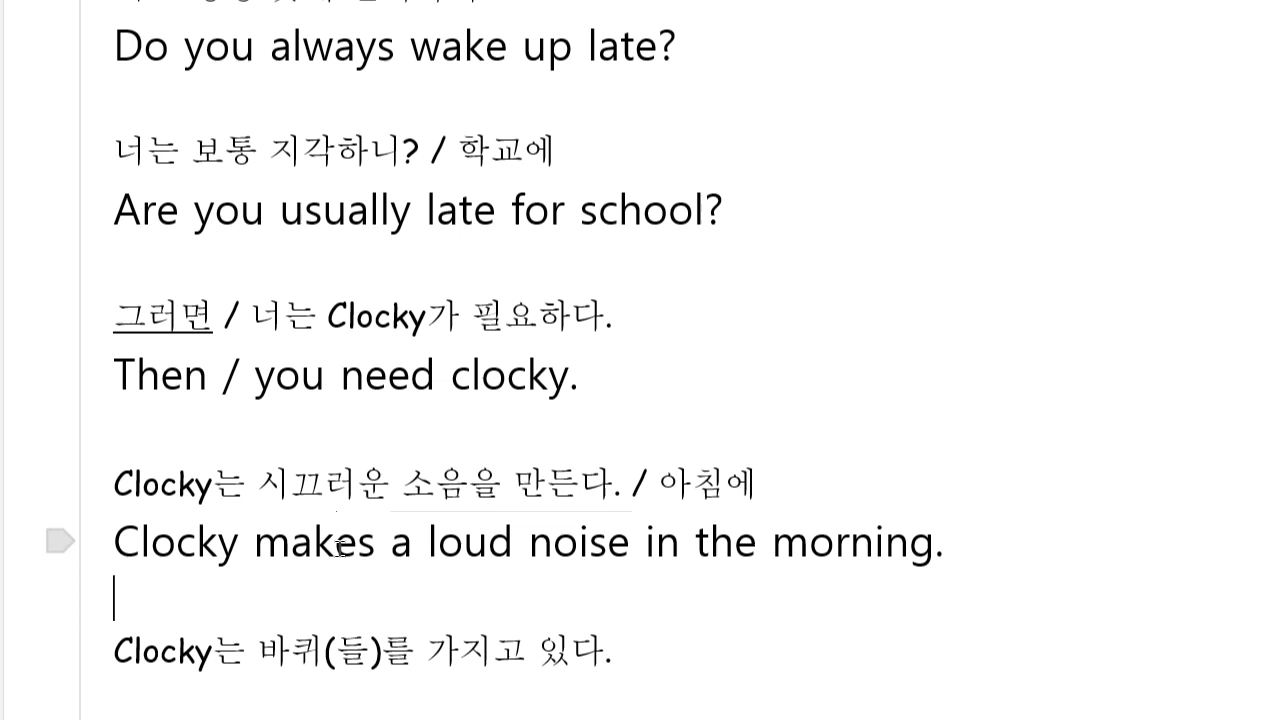 Do you always wake up late?
너는 보통 지각하니? / 학교에
Are you usually late for school?
그러면 / 너는 Clocky가 필요하다.
Then / you need clocky.
Clocky는 시끄러운 소음을 만든다. / 아침에
Clocky makes a loud noise in the morning.
Clocky는 바퀴(들)를 가지고 있다.